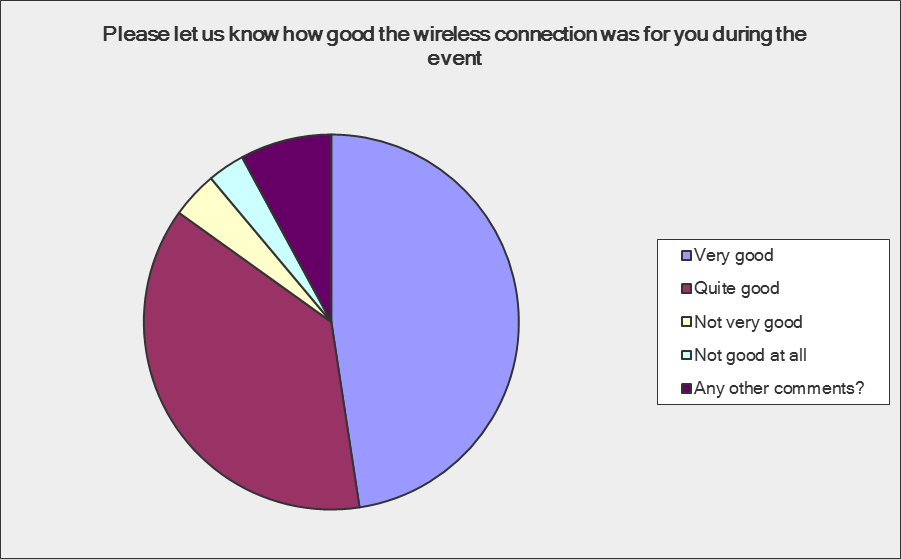 Please let us know how good the wireless connection was for you during the
event
Very good
Quite good
Not very good
Not good at all
Any other comments?